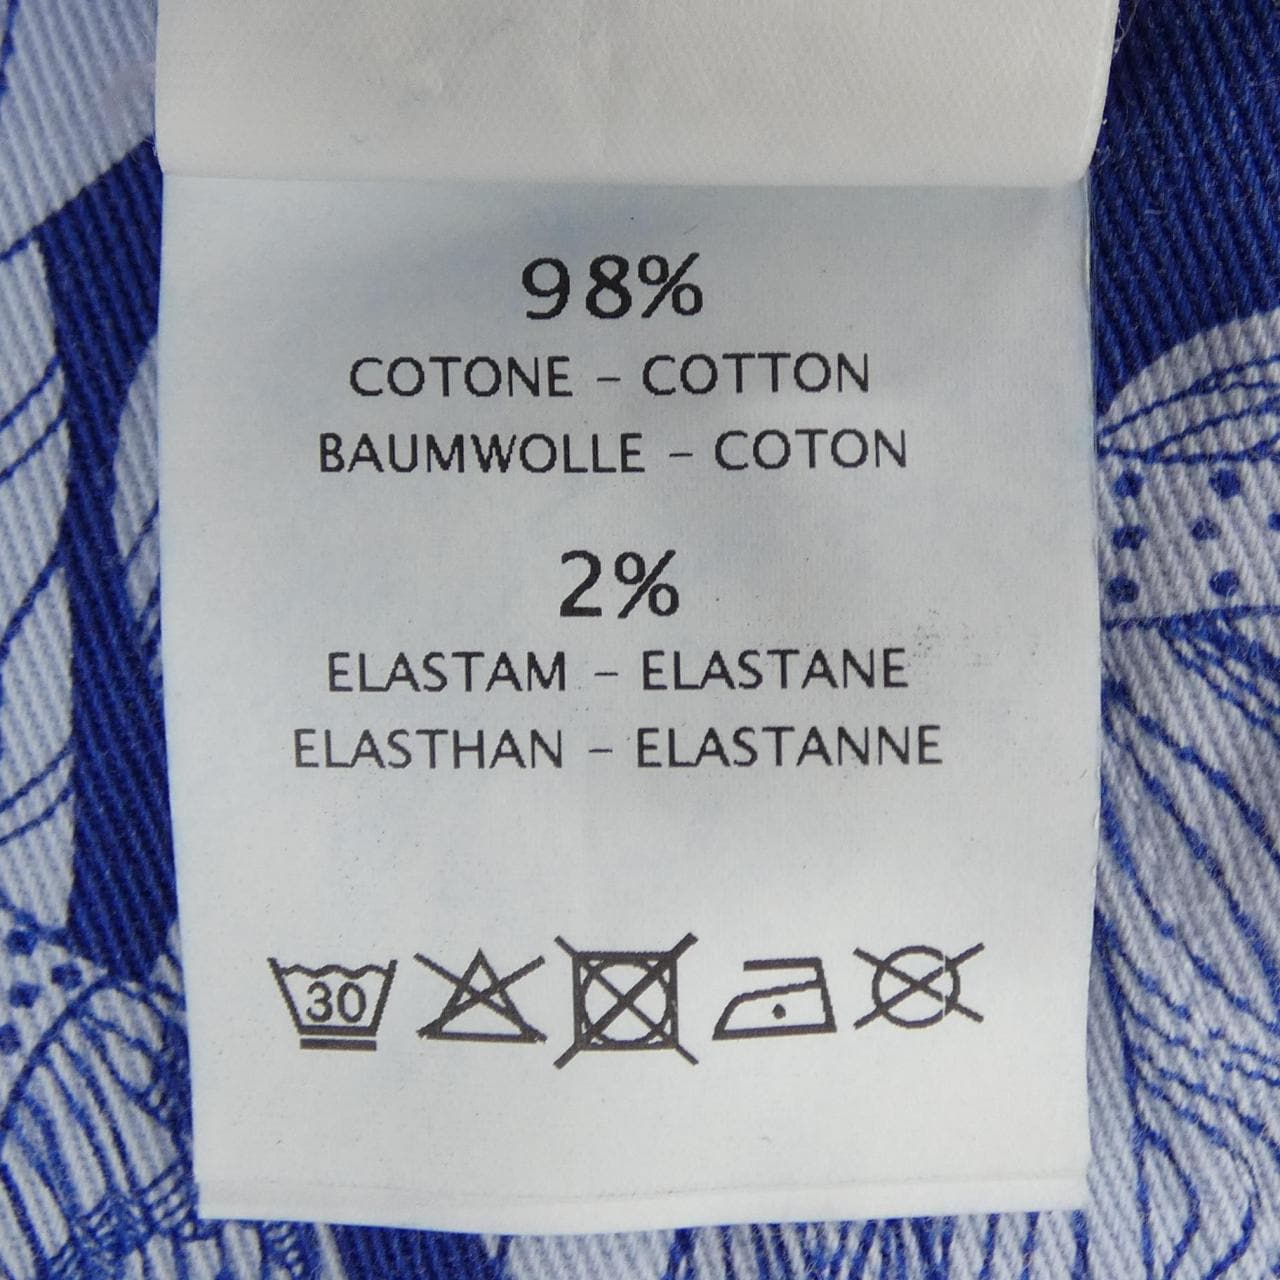 98%
COTONE - COTTON
BAUMWOLLE - COTON
2%
ELASTAM - ELASTANE
ELASTHAN - ELASTANNE
30